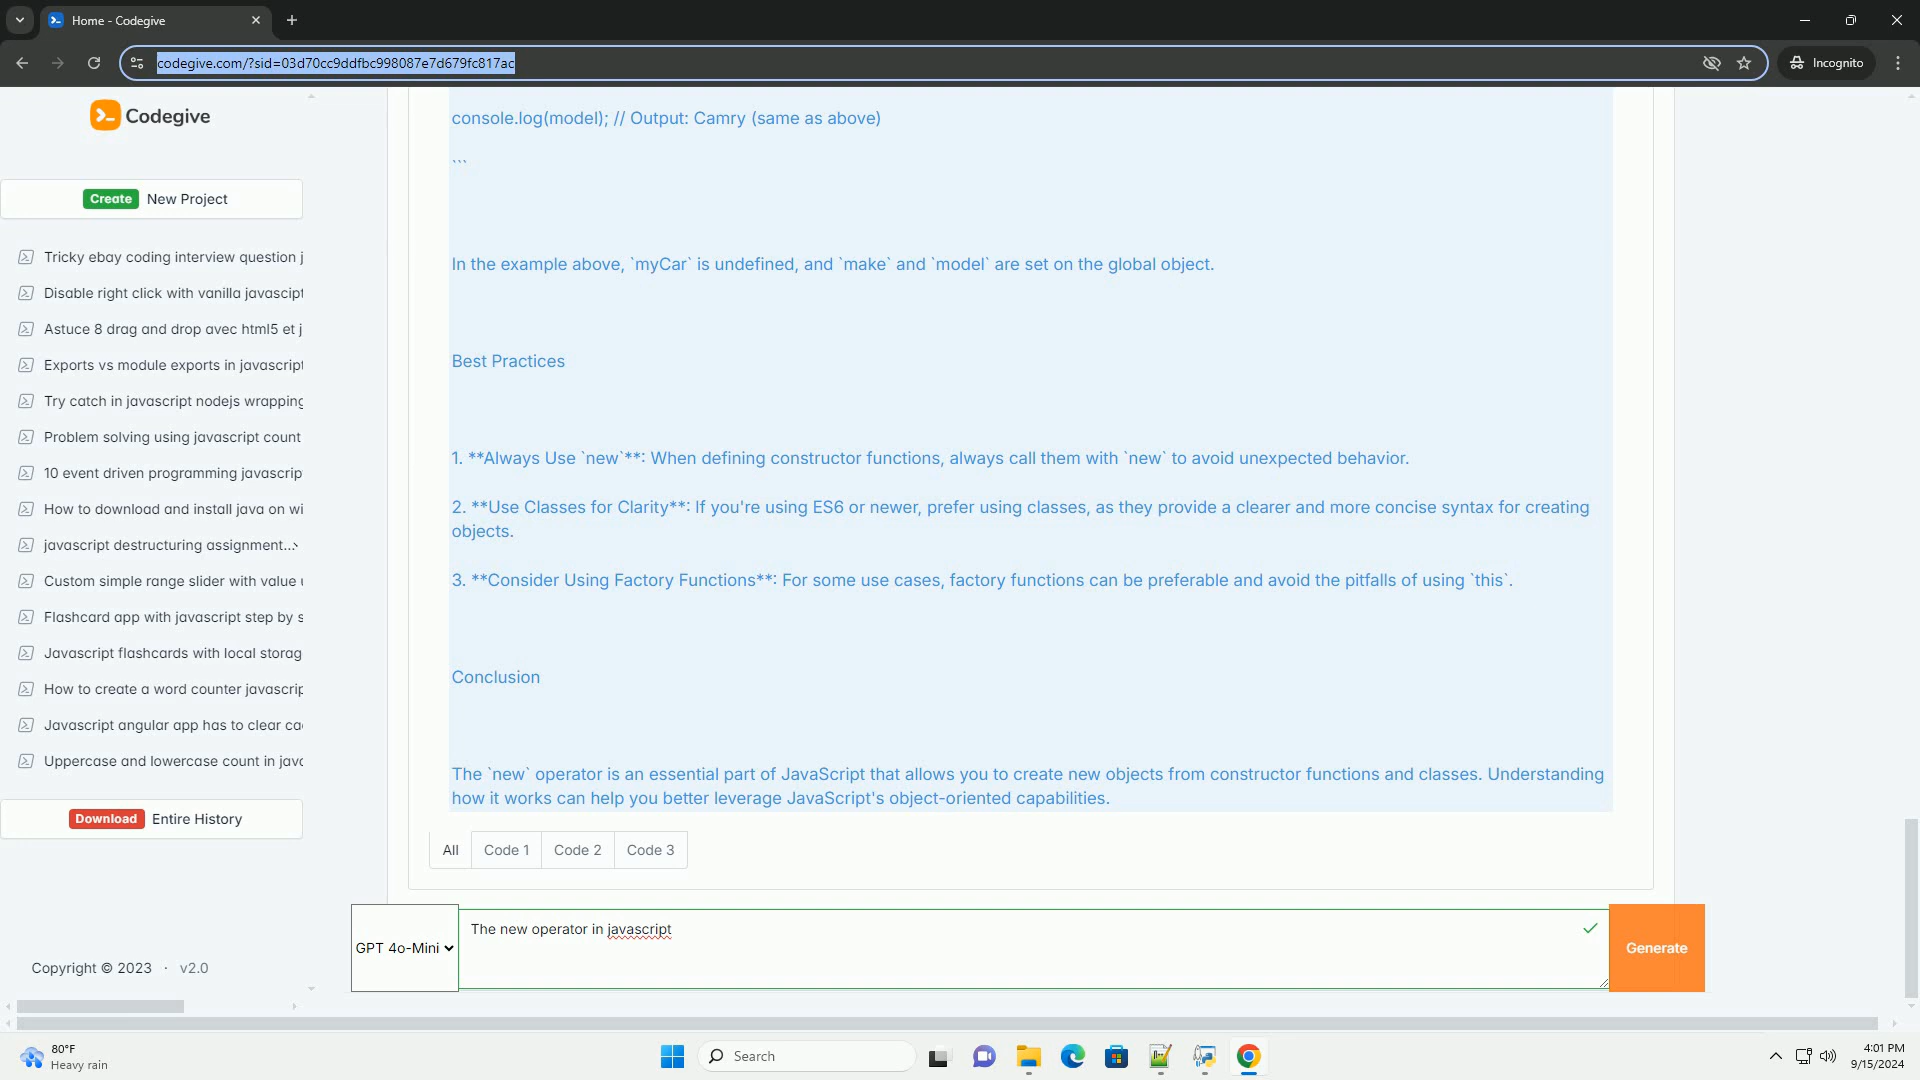 Home - Codegive
codegive.com/?sid=03d70cc9ddfbc998087e7d679fc817ac
Incognito
Codegive
Create New Project
Tricky ebay coding interview question j
Disable right click with vanilla javascipt
Astuce 8 drag and drop avec html5 et j
Exports vs module exports in javascript
Try catch in javascript nodejs wrapping
Problem solving using javascript count
10 event driven programming javascrip
How to download and install java on wi
javascript destructuring assignment...
Custom simple range slider with value
Flashcard app with javascript step by s
Javascript flashcards with local storag
How to create a word counter javascrip
Javascript angular app has to clear ca
Uppercase and lowercase count in java
Download Entire History
Copyright © 2023 · v2.0
console.log(model); // Output: Camry (same as above)
```
In the example above, `myCar` is undefined, and `make` and `model` are set on the global object.
Best Practices
1. **Always Use `new`**: When defining constructor functions, always call them with `new` to avoid unexpected behavior.
2. **Use Classes for Clarity**: If you're using ES6 or newer, prefer using classes, as they provide a clearer and more concise syntax for creating
objects.
3. **Consider Using Factory Functions**: For some use cases, factory functions can be preferable and avoid the pitfalls of using `this`.
Conclusion
The `new` operator is an essential part of JavaScript that allows you to create new objects from constructor functions and classes. Understanding
how it works can help you better leverage JavaScript's object-oriented capabilities.
All Code 1 Code 2 Code 3
GPT 4o-Mini
The new operator in javascript
Generate
80°F
Heavy rain
Search
4:01 PM
9/15/2024